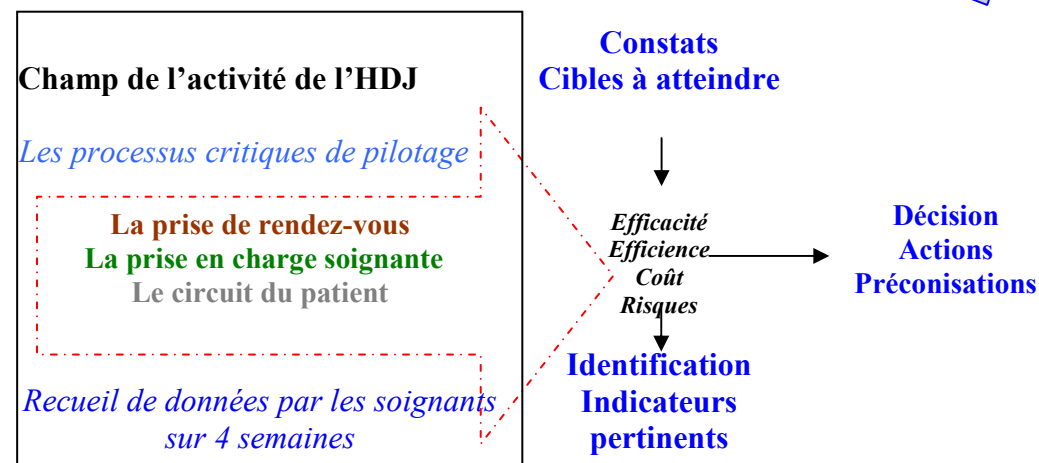 Champ de l'activité de l'HDJ
Les processus critiques de pilotage
La prise de rendez-vous
La prise en charge soignante
Le circuit du patient
Recueil de données par les soignants
sur 4 semaines
Constats
Cibles à atteindre
Efficacité
Efficience
Coût
Risques
Identification
Indicateurs
pertinents
Décision
Actions
Préconisations